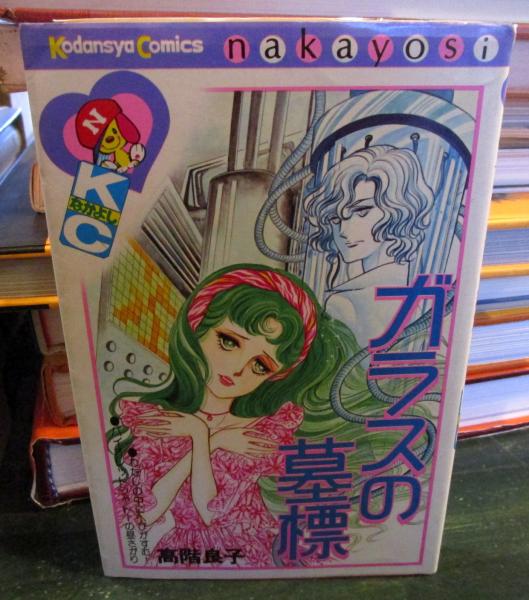 Kodansya Comics
nakayosi
N
KC
なかよし
ガラスの
墓標
高階良子